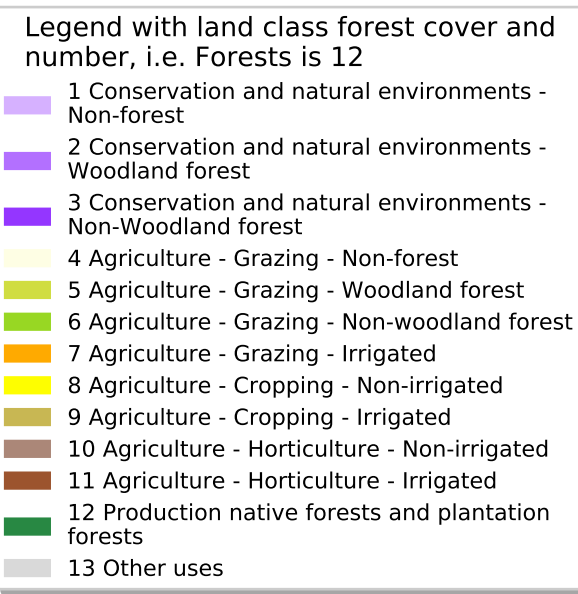 Legend with land class forest cover and
number, i.e. Forests is 12
1 Conservation and natural environments -
Non-forest
2 Conservation and natural environments -
Woodland forest
3 Conservation and natural environments -
Non-Woodland forest
4 Agriculture - Grazing - Non-forest
5 Agriculture - Grazing - Woodland forest
6 Agriculture - Grazing - Non-woodland forest
7 Agriculture - Grazing - Irrigated
8 Agriculture - Cropping - Non-irrigated
9 Agriculture - Cropping - Irrigated
10 Agriculture - Horticulture - Non-irrigated
11 Agriculture - Horticulture - Irrigated
12 Production native forests and plantation
forests
13 Other uses